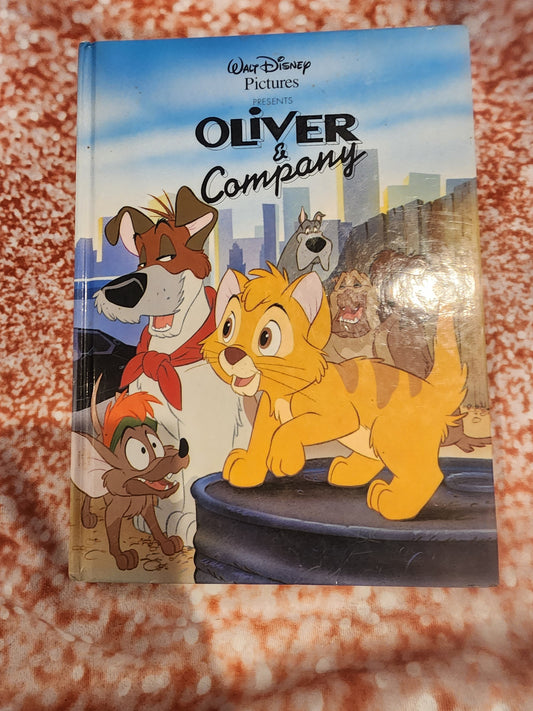 Walt Disney
Pictures
PRESENTS
OLiVER
&
Company